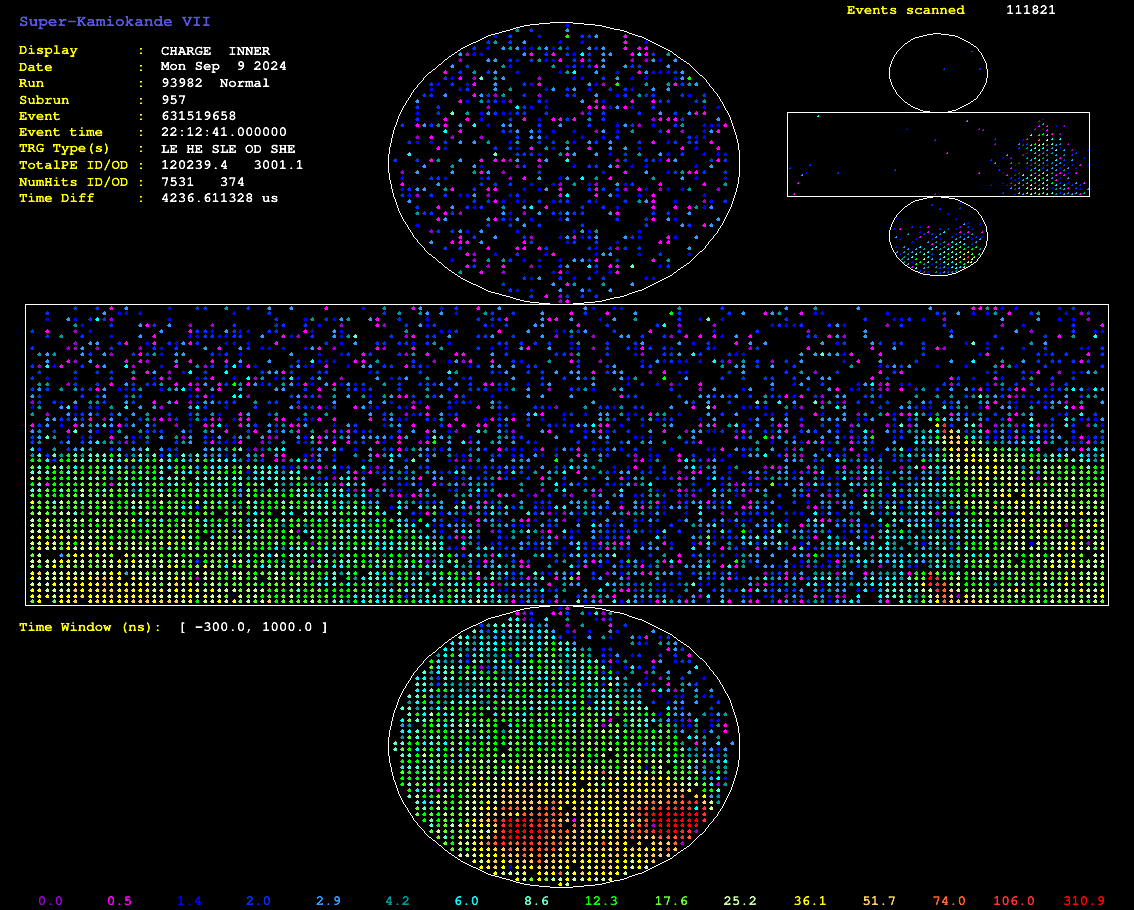 Super-Kamiokande VII
Events scanned 111821
Display : CHARGE INNER
Date : Mon Sep 9 2024
Run : 93982 Normal
Subrun : 957
Event : 631519658
Event time : 22:12:41.000000
TRG Type(s) : LE HE SLE OD SHE
TotalPE ID/OD : 120239.4 3001.1
NumHits ID/OD : 7531 374
Time Diff : 4236.611328 us
Time Window (ns): [ -300.0, 1000.0 ]
0.0 0.5 1.4 2.0 2.9 4.2 6.0 8.6 12.3 17.6 25.2 36.1 51.7 74.0 106.0 310.9